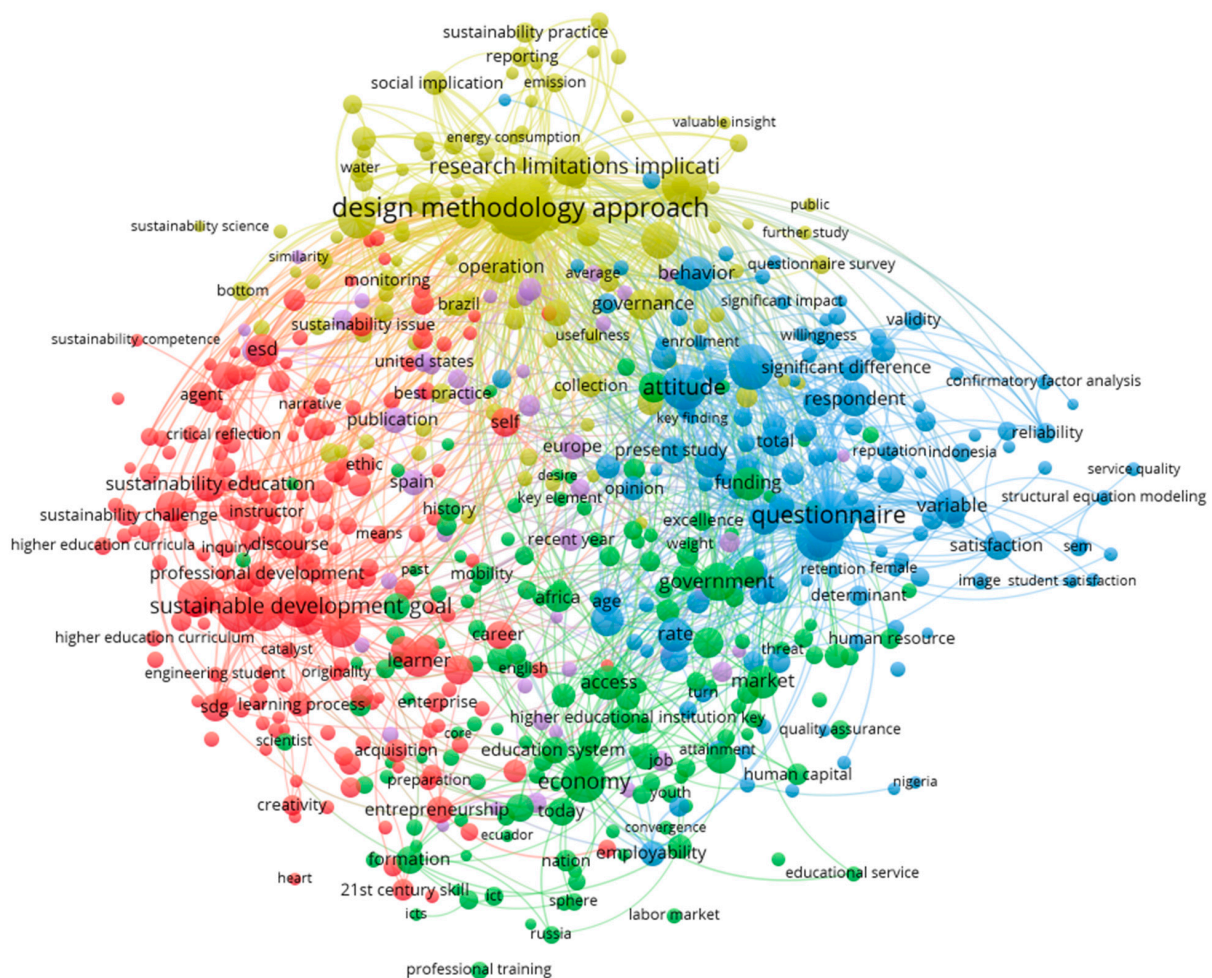 sustainability practice
reporting
social implication
emission
valuable insight
energy consumption
water
research limitations implicati
design methodology approach
public
sustainability science
further study
similarity
operation
average
behavior
questionnaire survey
monitoring
bottom
brazil
governance
significant impact
sustainability issue
usefulness
enrollment
willingness
validity
sustainability competence
esd
united states
significant difference
agent
best practice
collection
attitude
confirmatory factor analysis
narrative
respondent
publication
self
key finding
critical reflection
total
reliability
europe
present study
reputation
indonesia
ethic
service quality
sustainability education
spain
desire
opinion
funding
key element
structural equation modeling
history
variable
sustainability challenge
instructor
excellence
questionnaire
means
recent year
weight
higher education curricula
inquiry
discourse
satisfaction
sem
past
retention
female
professional development
mobility
government
image
student satisfaction
africa
age
determinant
sustainable development goal
higher education curriculum
career
rate
human resource
catalyst
threat
engineering student
originality
learner
english
access
market
turn
sdg
learning process
enterprise
higher educational institution
key
scientist
core
quality assurance
acquisition
education system
attainment
job
preparation
economy
human capital
nigeria
youth
creativity
entrepreneurship
today
ecuador
convergence
formation
nation
employability
heart
21st century skill
ict
sphere
educational service
icts
labor market
russia
professional training